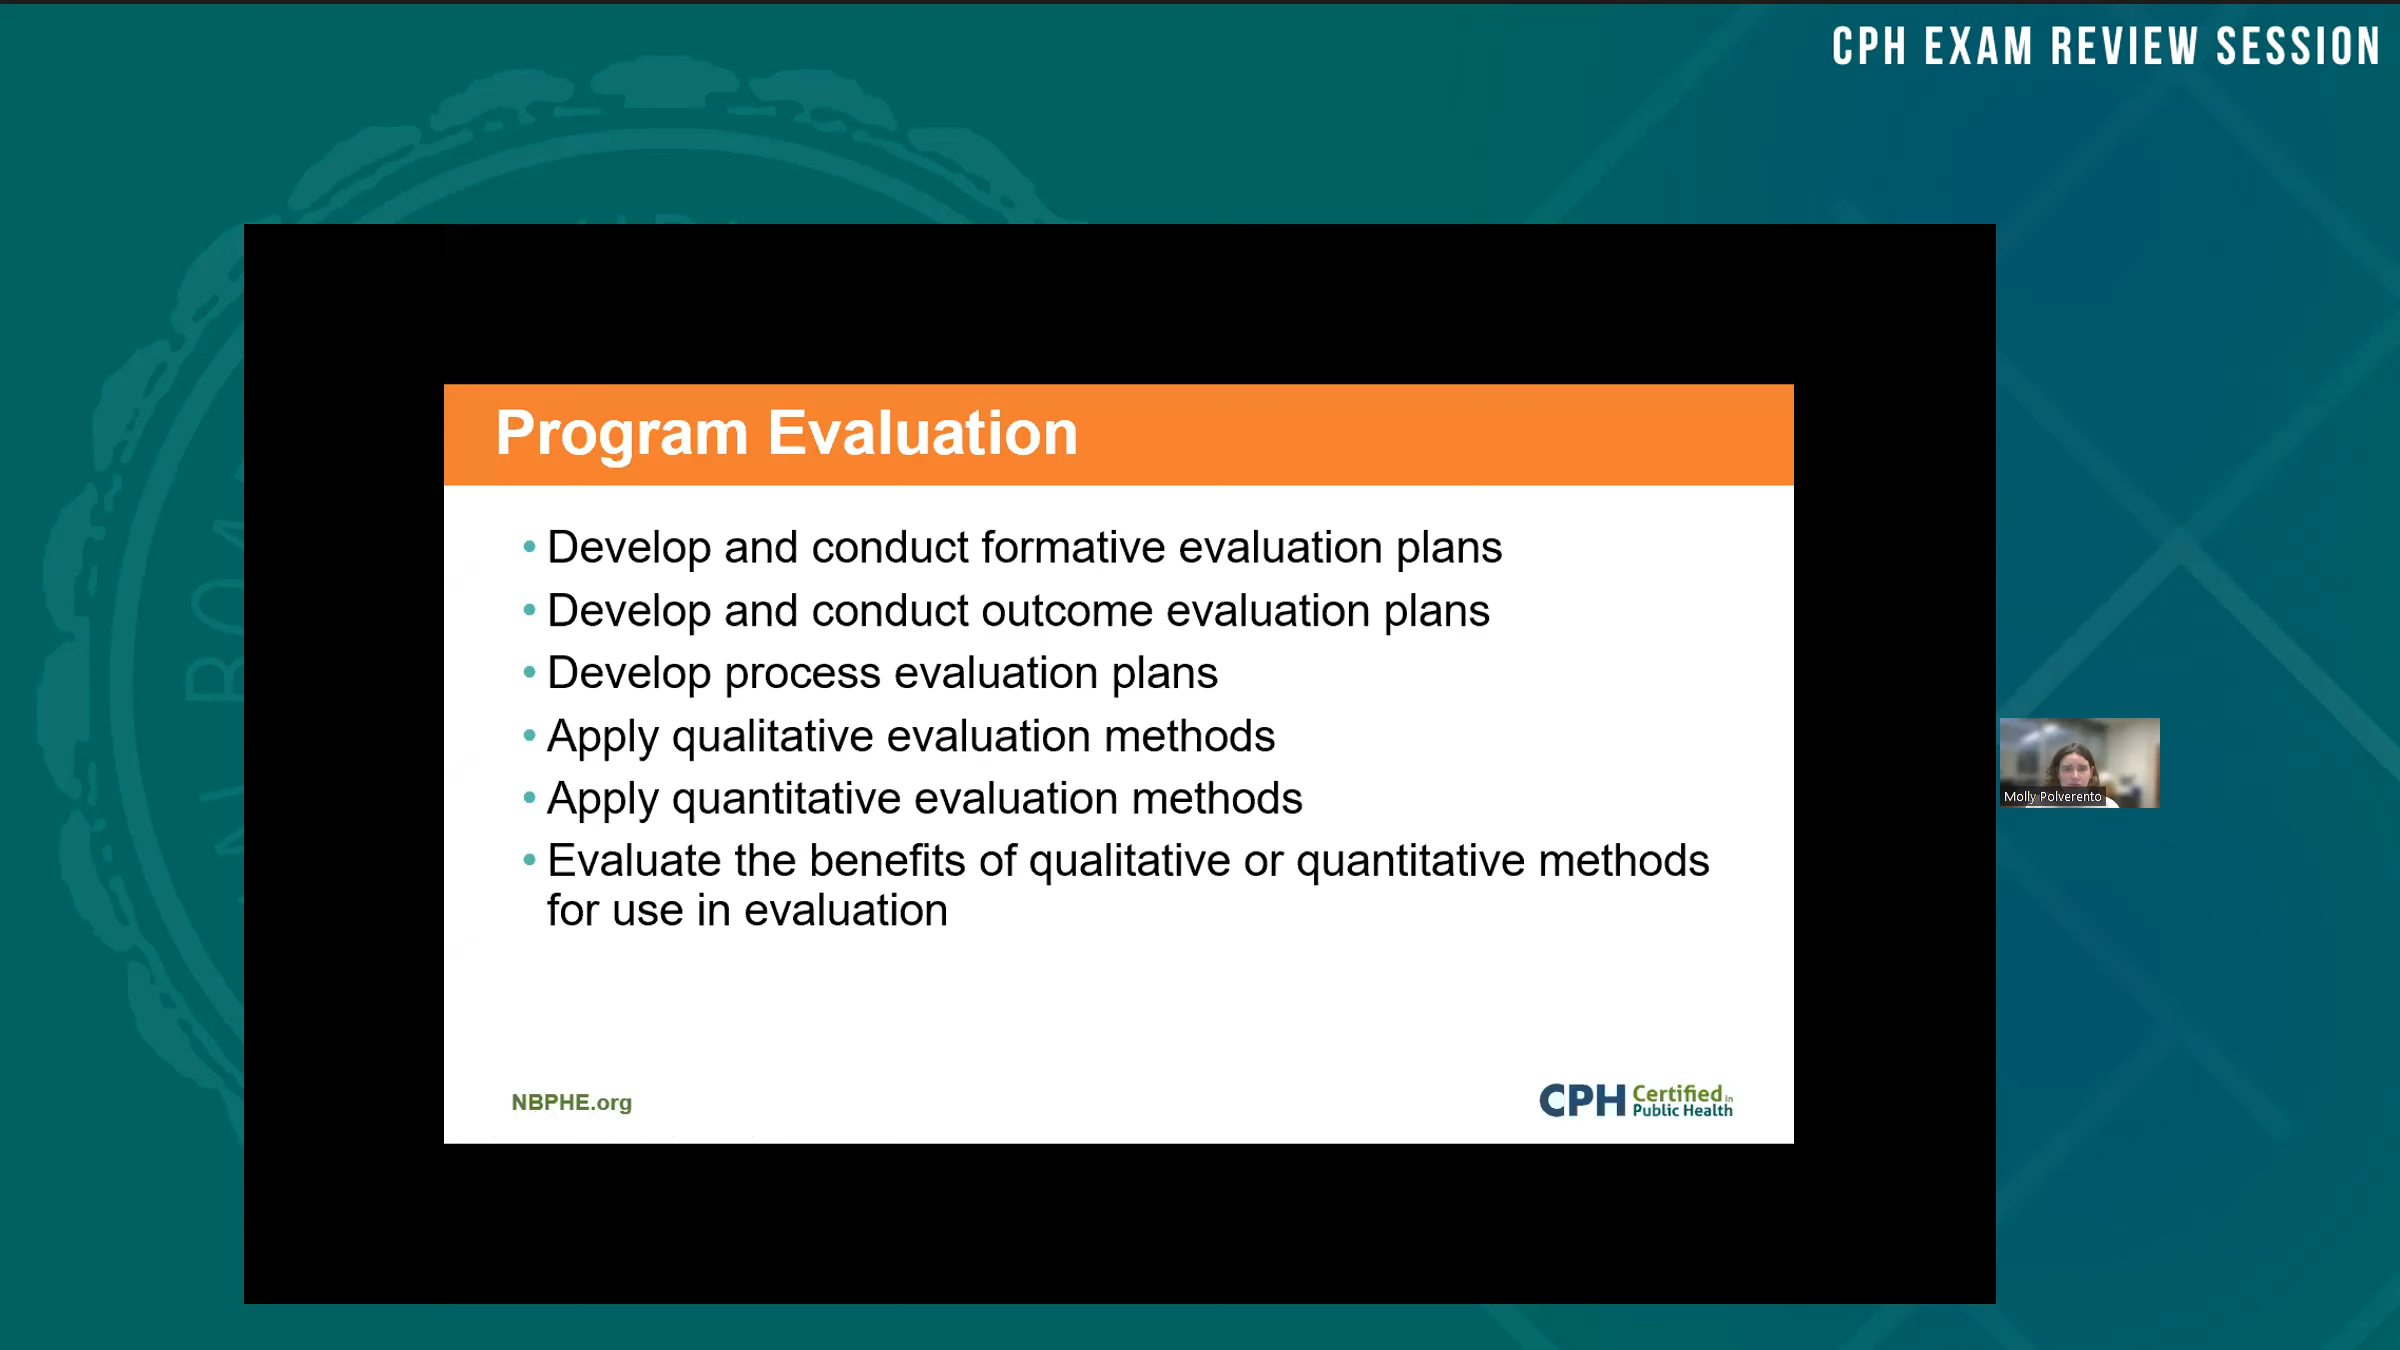 CPH EXAM REVIEW SESSION
Program Evaluation
• Develop and conduct formative evaluation plans
• Develop and conduct outcome evaluation plans
• Develop process evaluation plans
• Apply qualitative evaluation methods
• Apply quantitative evaluation methods
• Evaluate the benefits of qualitative or quantitative methods
for use in evaluation
Molly Polverento
NBPHE.org
CPH Certified in
Public Health